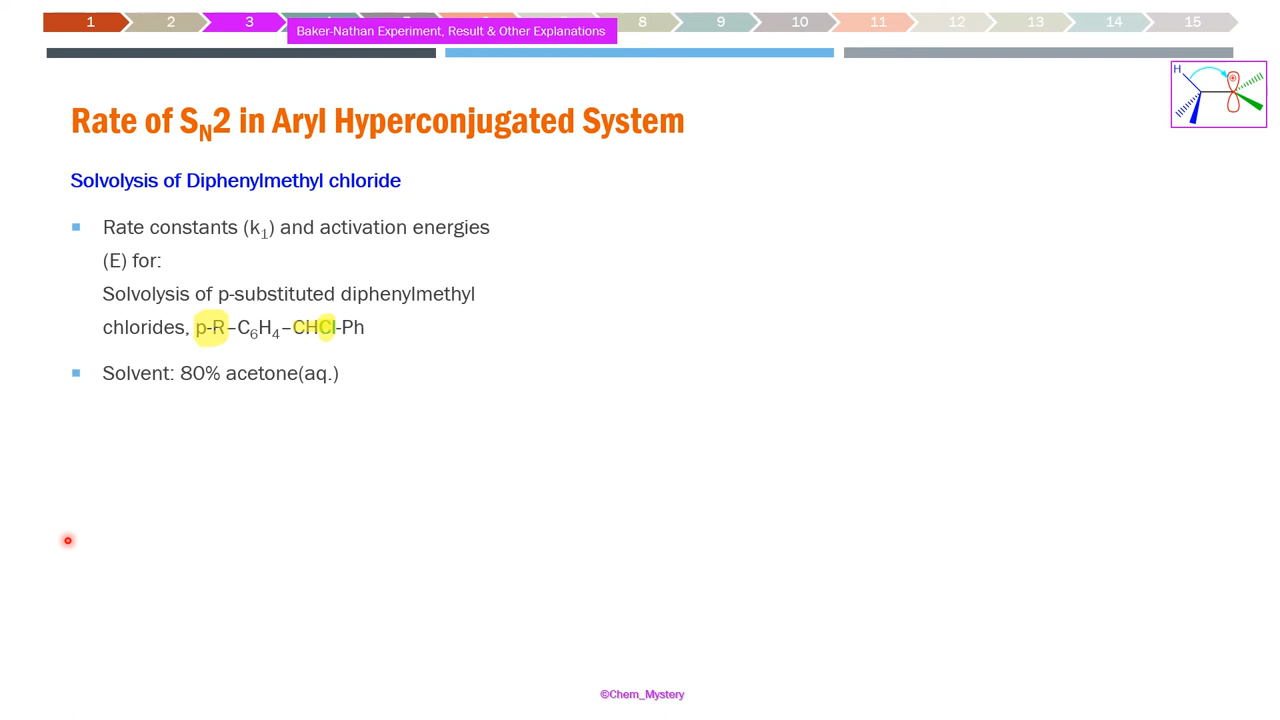 1 2 3 8 9 10 11 12 13 14 15
Baker-Nathan Experiment, Result & Other Explanations
H
Rate of SN2 in Aryl Hyperconjugated System
Solvolysis of Diphenylmethyl chloride
Rate constants (k1) and activation energies
(E) for:
Solvolysis of p-substituted diphenylmethyl
chlorides, p-R–C6H4–CHCl-Ph
Solvent: 80% acetone(aq.)
©Chem_Mystery